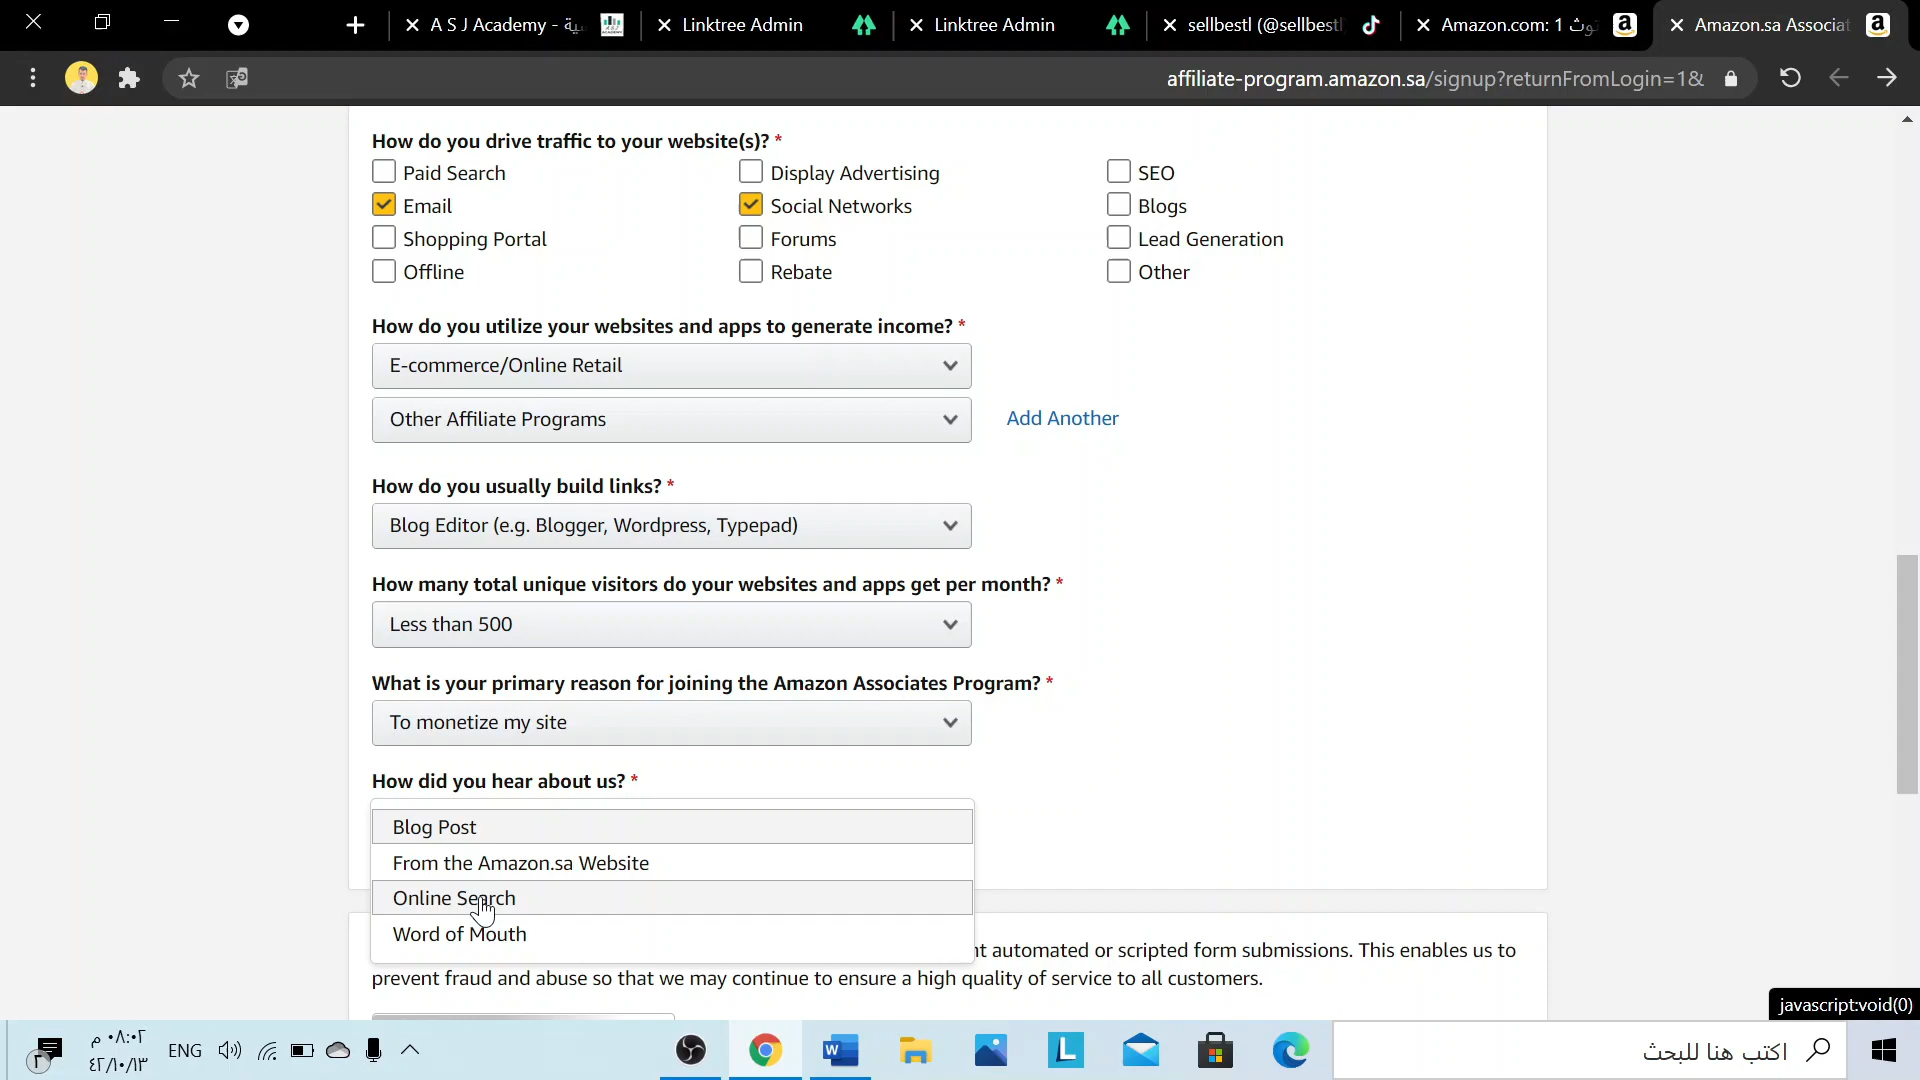 A S J Academy -
Linktree Admin
Linktree Admin
sellbestl (@sellbestl
Amazon.com: 1
Amazon.sa Associat
affiliate-program.amazon.sa/signup?returnFromLogin=1&
How do you drive traffic to your website(s)? *
Paid Search
Display Advertising
SEO
Email
Social Networks
Blogs
Shopping Portal
Forums
Lead Generation
Offline
Rebate
Other
How do you utilize your websites and apps to generate income? *
E-commerce/Online Retail
Other Affiliate Programs
Add Another
How do you usually build links? *
Blog Editor (e.g. Blogger, Wordpress, Typepad)
How many total unique visitors do your websites and apps get per month? *
Less than 500
What is your primary reason for joining the Amazon Associates Program? *
To monetize my site
How did you hear about us? *
Blog Post
From the Amazon.sa Website
Online Search
Word of Mouth
nt automated or scripted form submissions. This enables us to
prevent fraud and abuse so that we may continue to ensure a high quality of service to all customers.
javascript:void(0)
٠٨:٠٢ م
٤٢/١٠/١٣
٢
ENG
اكتب هنا للبحث